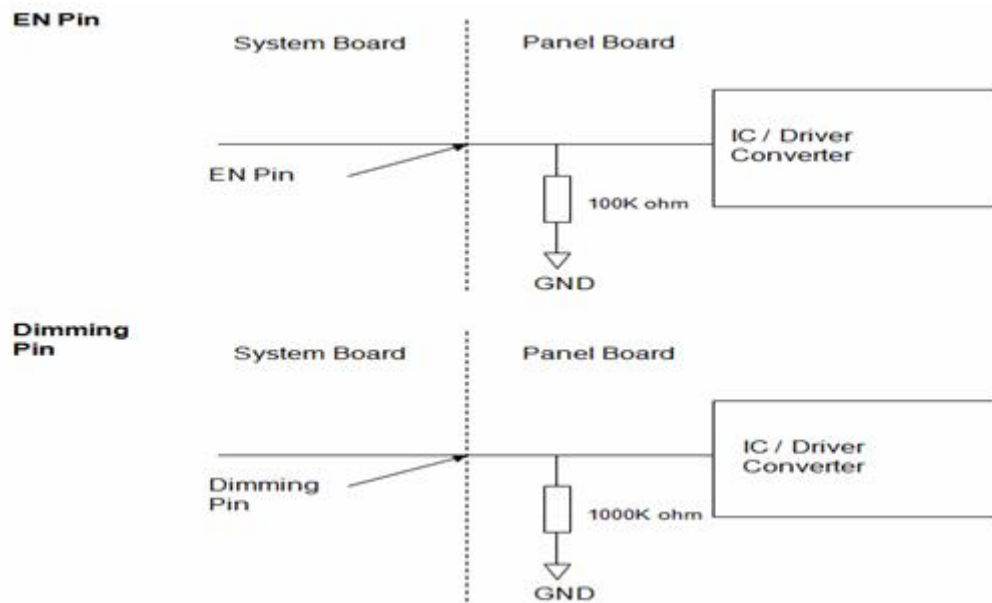 EN Pin
System Board
Panel Board
IC / Driver
Converter
EN Pin
100K ohm
GND
Dimming
Pin
System Board
Panel Board
IC / Driver
Converter
Dimming
Pin
1000K ohm
GND